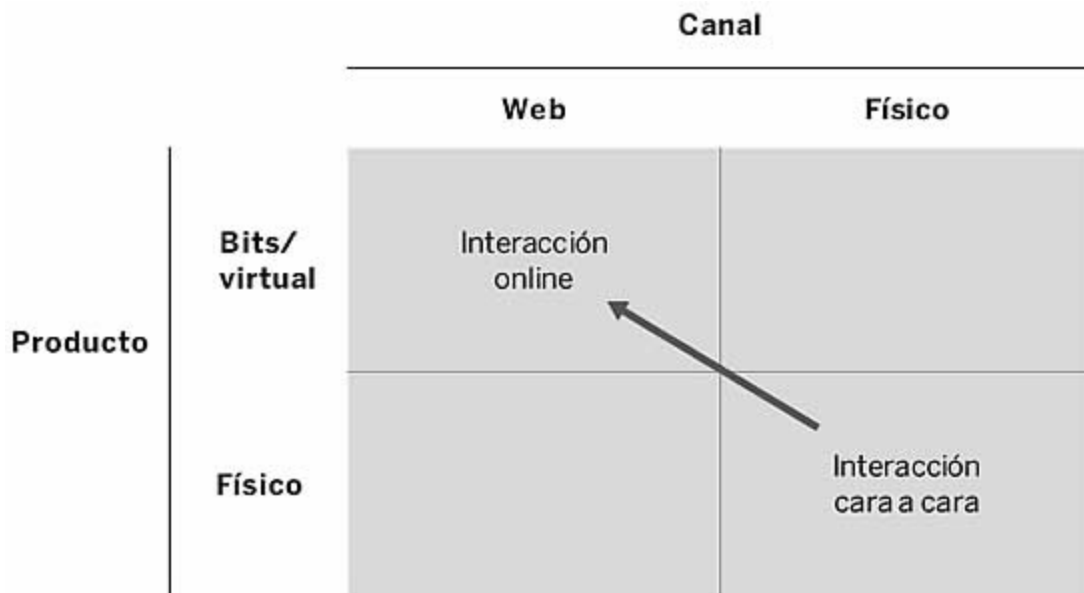 Canal
Web
Físico
Bits/
virtual
Interacción
online
Producto
Físico
Interacción
cara a cara